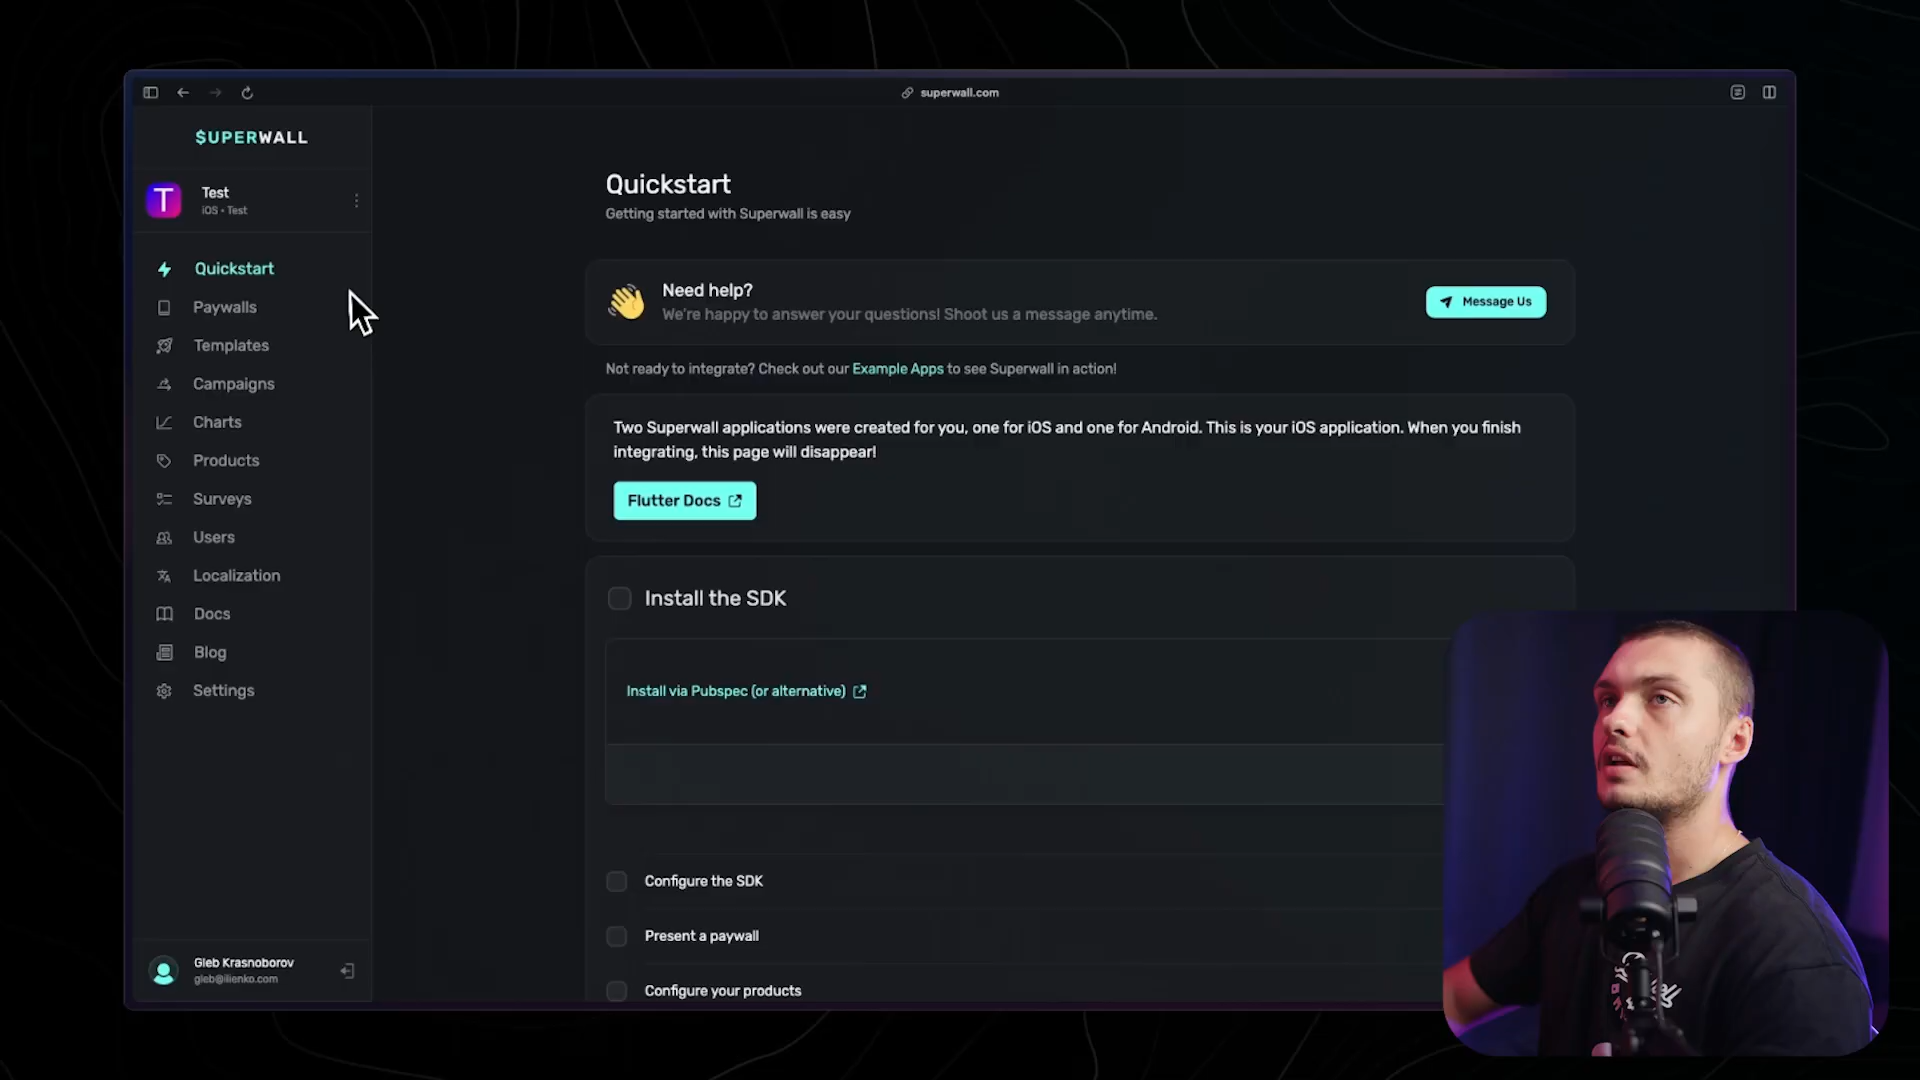 superwall.com
$UPERWALL
Test
iOS • Test
Quickstart
Paywalls
Templates
Campaigns
Charts
Products
Surveys
Users
Localization
Docs
Blog
Settings
Gleb Krasnoborov
gleb@ilienko.com
Quickstart
Getting started with Superwall is easy
Need help?
We're happy to answer your questions! Shoot us a message anytime.
Message Us
Not ready to integrate? Check out our Example Apps to see Superwall in action!
Two Superwall applications were created for you, one for iOS and one for Android. This is your iOS application. When you finish
integrating, this page will disappear!
Flutter Docs
Install the SDK
Install via Pubspec (or alternative)
Configure the SDK
Present a paywall
Configure your products